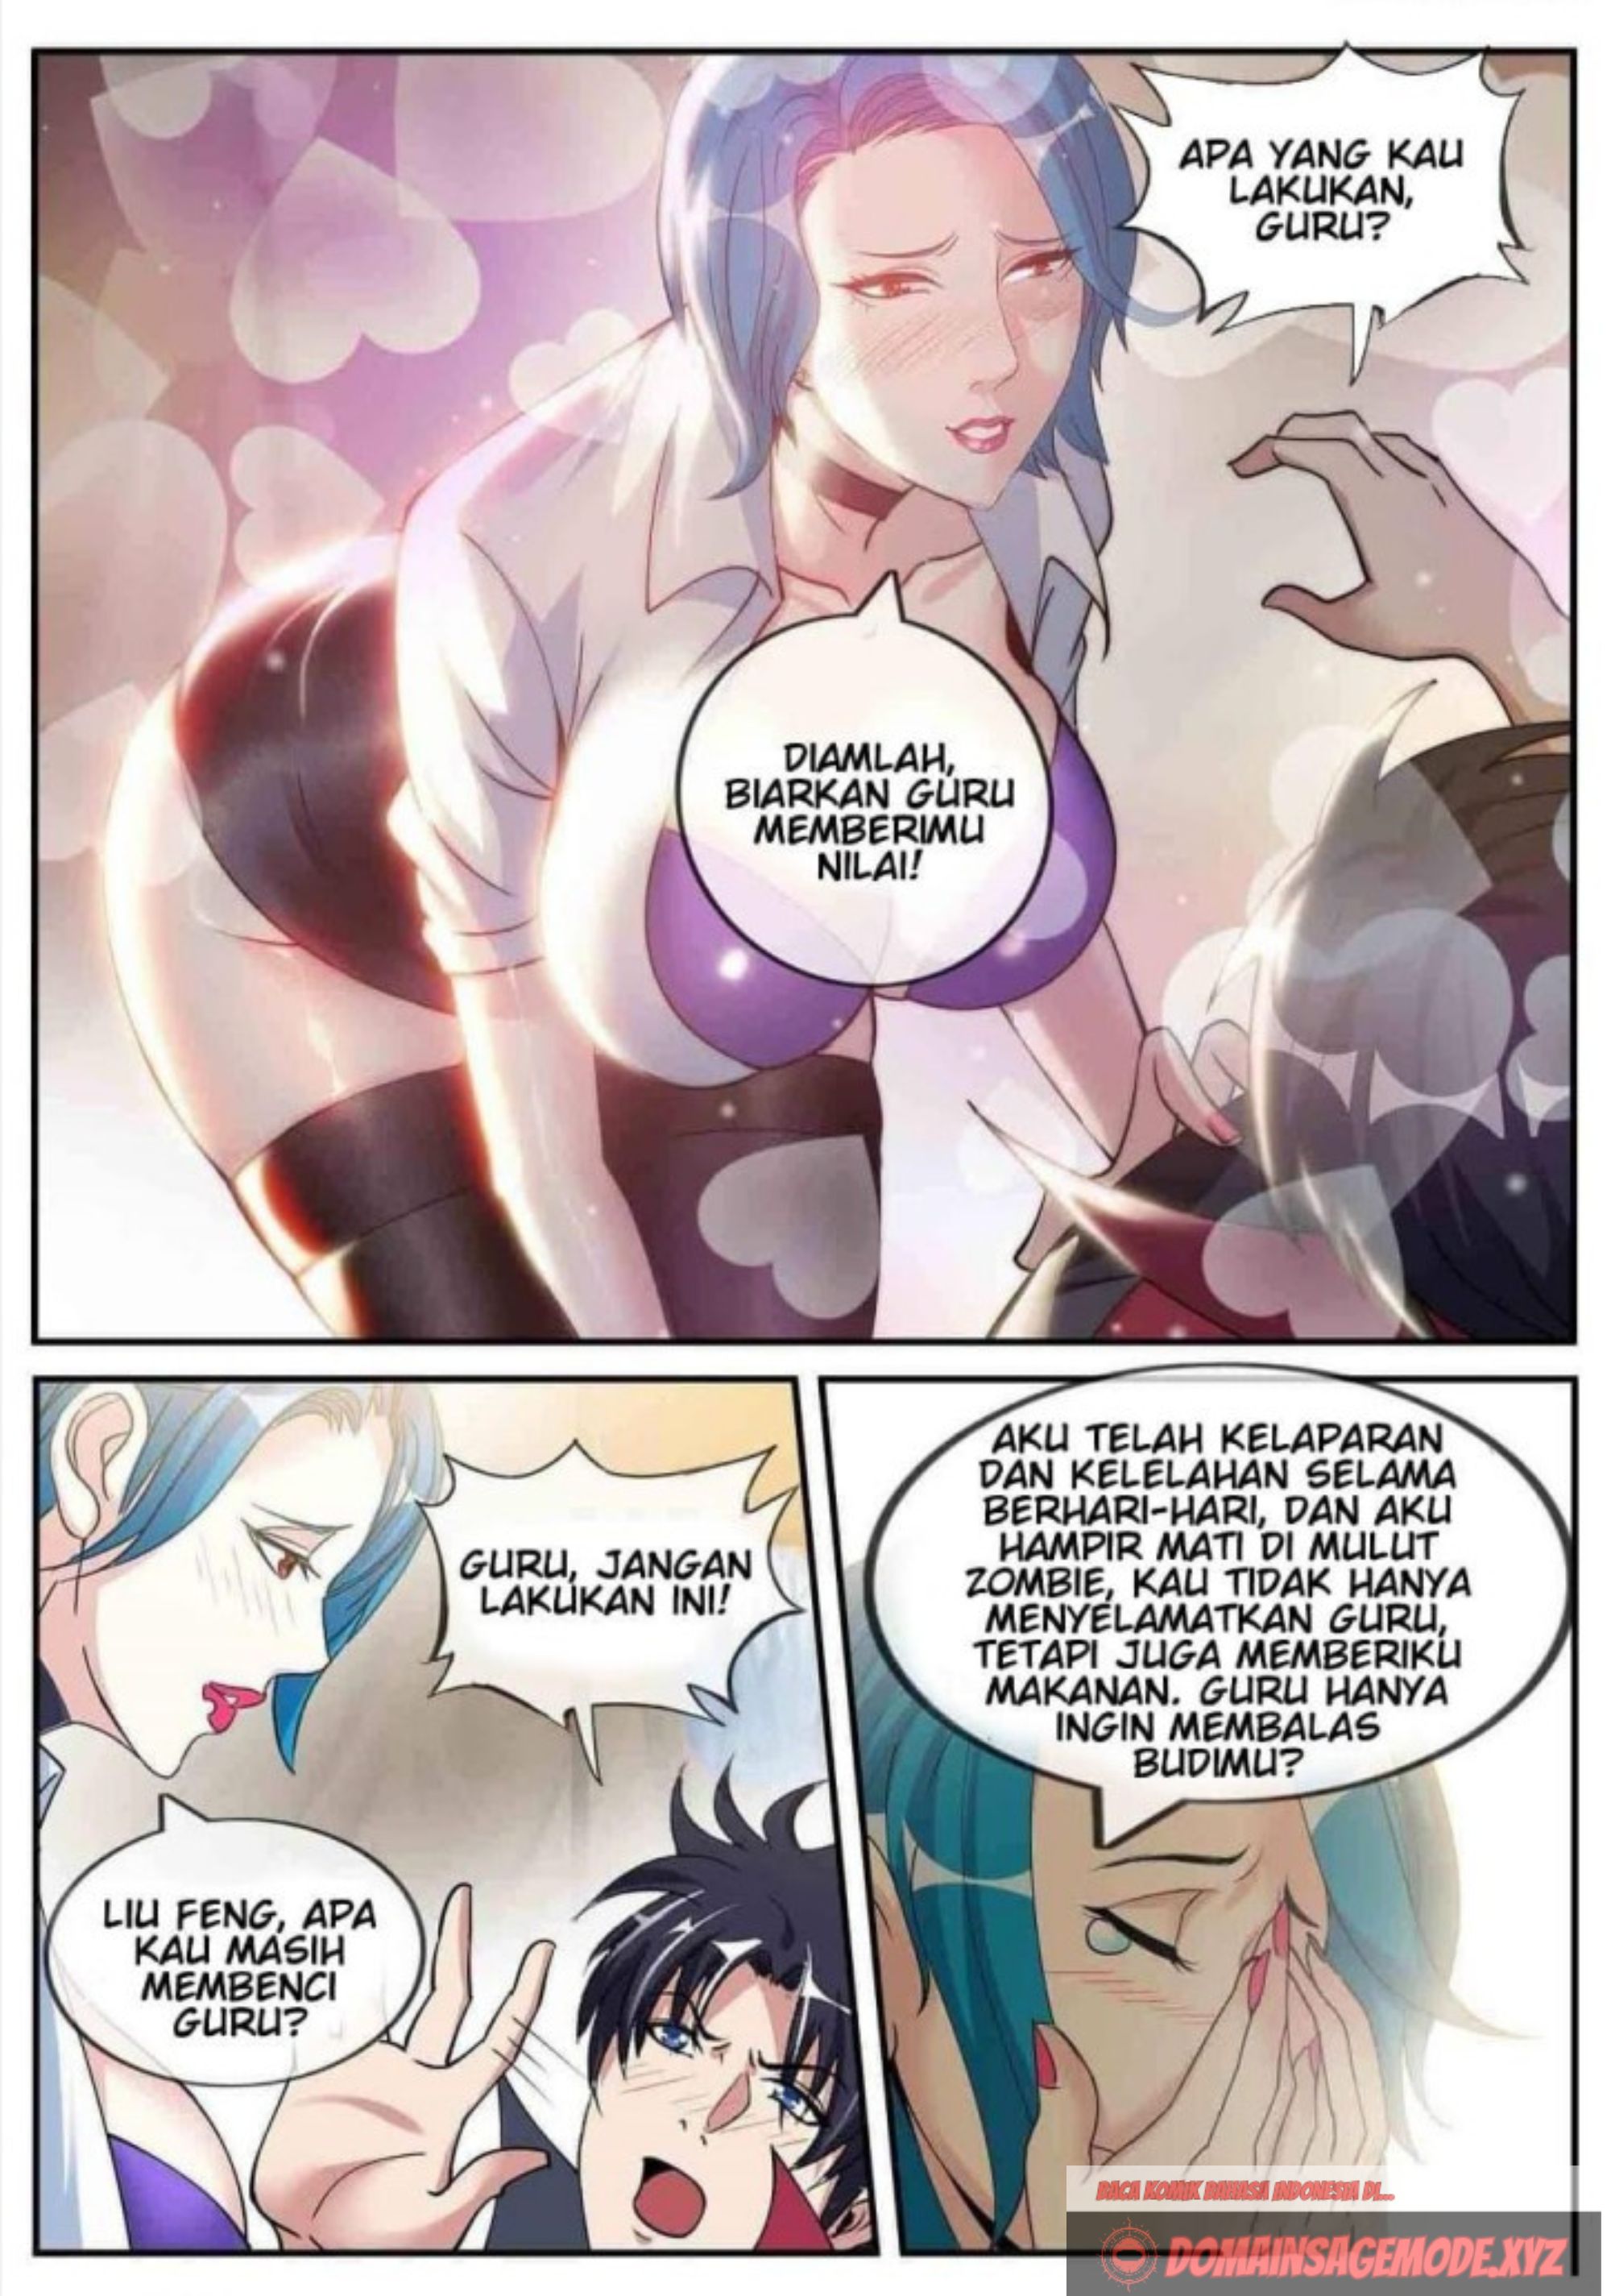 APA YANG KAU
LAKUKAN,
GURU?
DIAMLAH,
BIARKAN GURU
MEMBERIMU
NILAI!
GURU, JANGAN
LAKUKAN INI!
LIU FENG, APA
KAU MASIH
MEMBENCI
GURU?
AKU TELAH KELAPARAN
DAN KELELAHAN SELAMA
BERHARI-HARI, DAN AKU
HAMPIR MATI DI MULUT
ZOMBIE, KAU TIDAK HANYA
MENYELAMATKAN GURU,
TETAPI JUGA MEMBERIKU
MAKANAN. GURU HANYA
INGIN MEMBALAS
BUDIMU?
BACA KOMIK BAHASA INDONESIA DI...
DOMAINSAGEMODE.XYZ